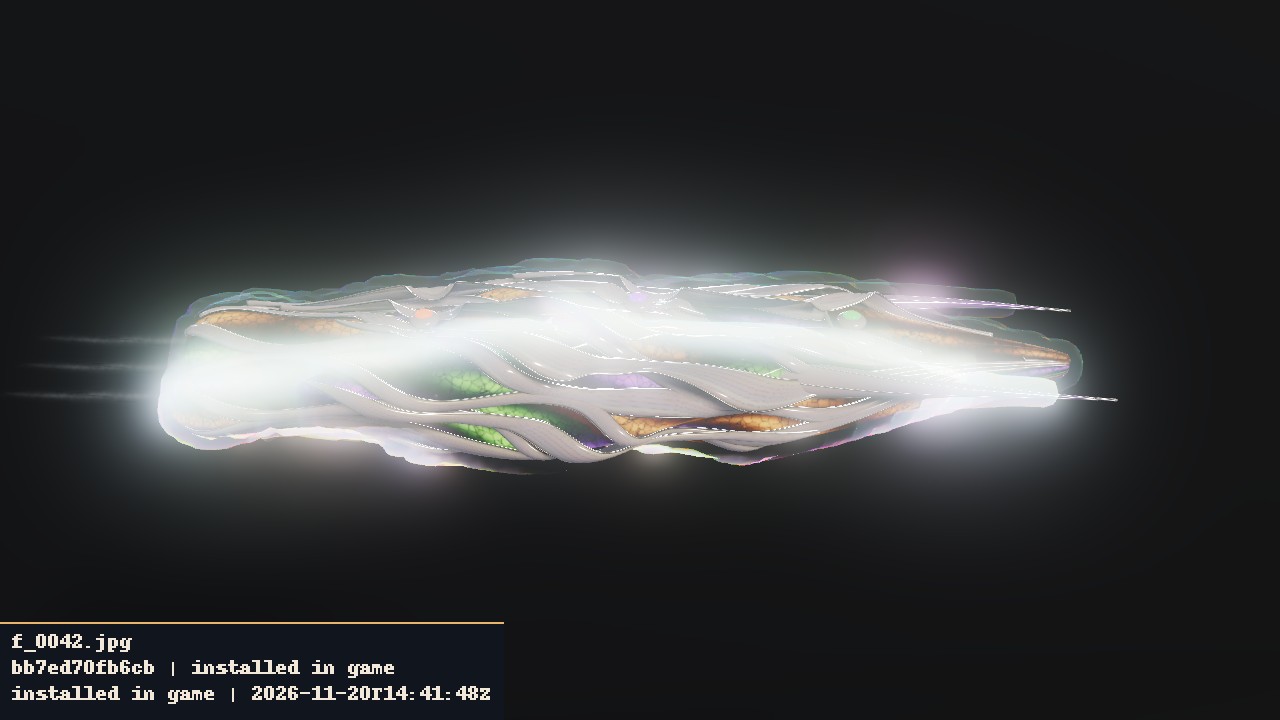 f_0042.jpg
bb7ed70fb6cb | installed in game
installed in game | 2026-11-20T14:41:48Z